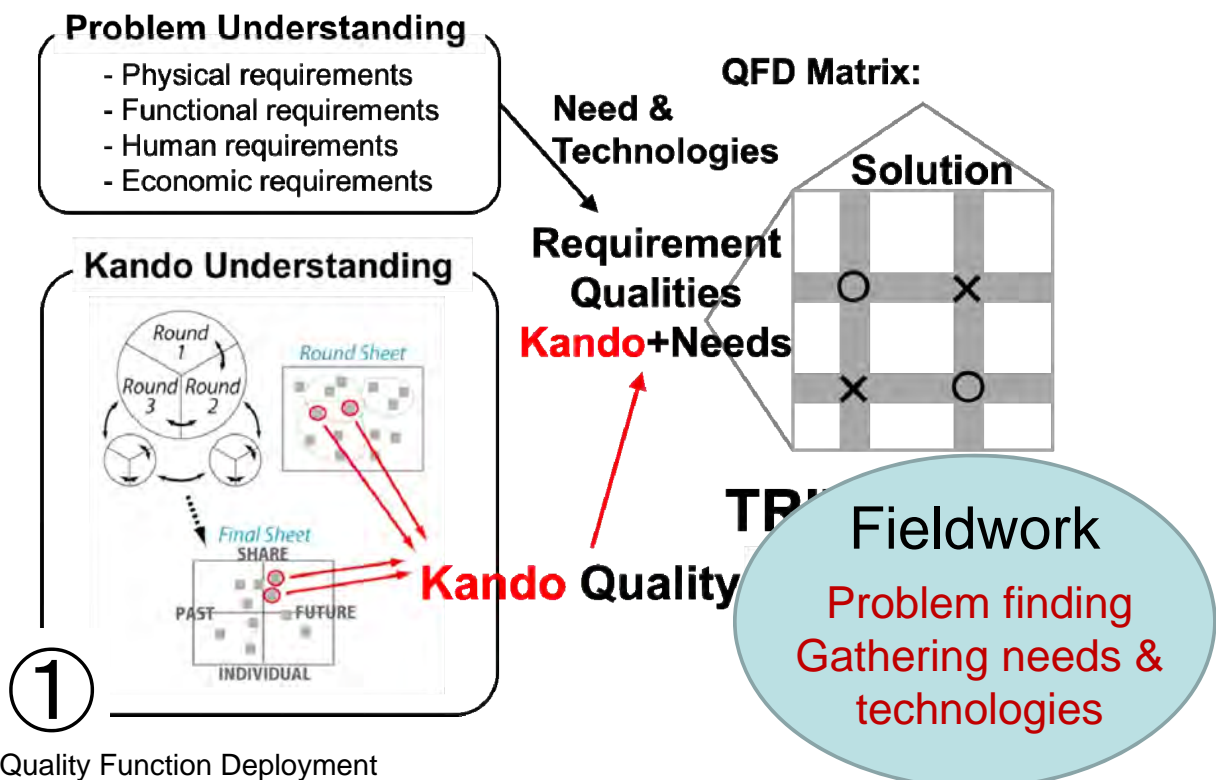 Problem Understanding
- Physical requirements
- Functional requirements
- Human requirements
- Economic requirements
Need &
Technologies
QFD Matrix:
Solution
Requirement
Qualities
Kando+Needs
Kando Understanding
Round
1
Round
3
Round
2
Round Sheet
Final Sheet
SHARE
PAST
FUTURE
INDIVIDUAL
Kando Quality
Fieldwork
Problem finding
Gathering needs &
technologies
①
Quality Function Deployment